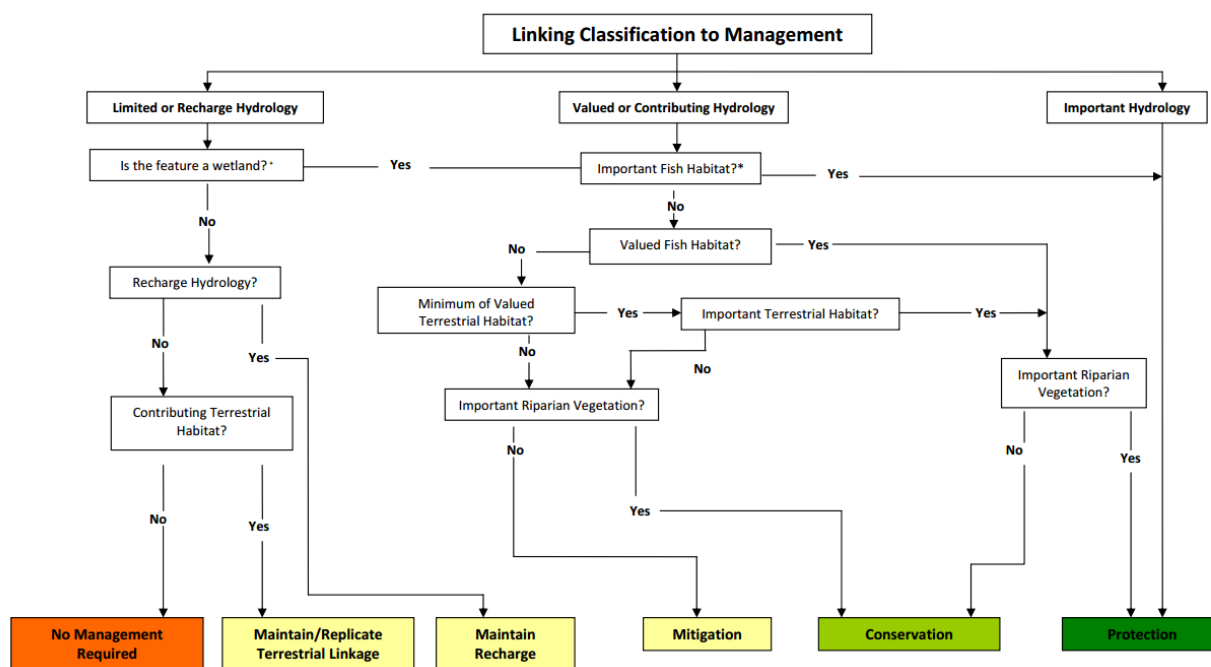 Linking Classification to Management
Limited or Recharge Hydrology
Valued or Contributing Hydrology
Important Hydrology
Is the feature a wetland?⁺
Yes
Important Fish Habitat?*
Yes
No
No
Valued Fish Habitat?
No
Yes
Recharge Hydrology?
Minimum of Valued
Terrestrial Habitat?
Yes
Important Terrestrial Habitat?
Yes
No
Yes
No
No
Important Riparian
Vegetation?
Contributing Terrestrial
Habitat?
Important Riparian Vegetation?
No
No
Yes
No
Yes
No
Yes
Yes
No Management
Required
Maintain/Replicate
Terrestrial Linkage
Maintain
Recharge
Mitigation
Conservation
Protection